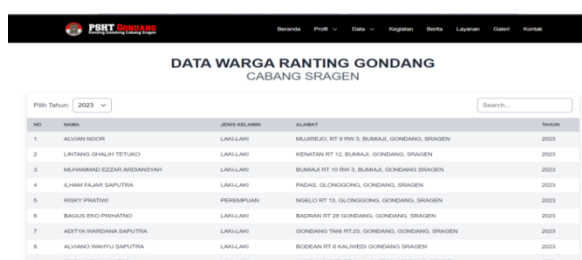 PSHT GONDANG
Ranting Gondang Cabang Sragen
Beranda Profil Data Kegiatan Berita Layanan Galeri Kontak
DATA WARGA RANTING GONDANG
CABANG SRAGEN
Pilih Tahun: 2023 Search...
NO NAMA JENIS KELAMIN ALAMAT TAHUN
1 ALVIAN NOOR LAKI-LAKI MUJIREJO, RT 9 RW 3, BUMIAJI, GONDANG, SRAGEN 2023
2 LINTANG GHALIH TETUKO LAKI-LAKI KENATAN RT 12, BUMIAJI, GONDANG, SRAGEN 2023
3 MUHAMMAD EZZAR ARDIANSYAH LAKI-LAKI BUMIAJI RT 10 RW 3, BUMIAJI, GONDANG SRAGEN 2023
4 ILHAM FAJAR SAPUTRA LAKI-LAKI PADAS, GLONGGONG, GONDANG, SRAGEN 2023
5 RISKY PRATIWI PEREMPUAN NGELO RT 13, GLONGGONG, GONDANG, SRAGEN 2023
6 BAGUS EKO PRIHATNO LAKI-LAKI BADRAN RT 28 GONDANG, GONDANG, SRAGEN 2023
7 ADITYA WARDANA SAPUTRA LAKI-LAKI GONDANG TANI RT.23, GONDANG, GONDANG, SRAGEN 2023
8 ALVIANO WAHYU SAPUTRA LAKI-LAKI BODEAN RT 8 KALIWEDI GONDANG SRAGEN 2023